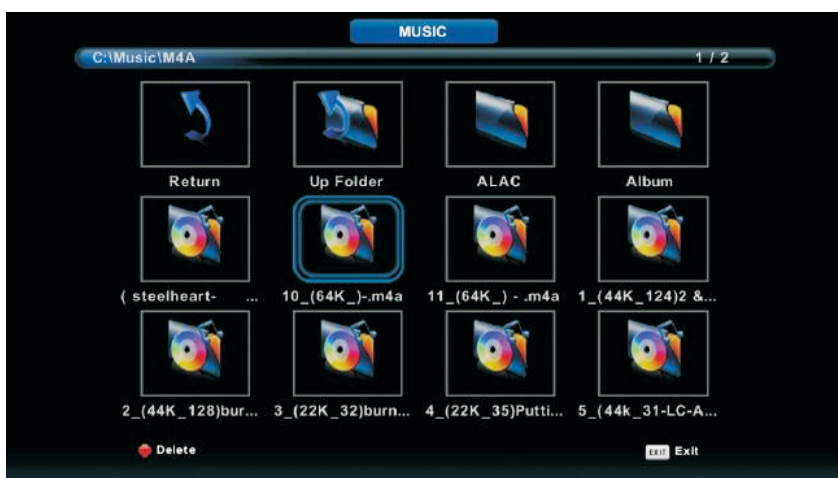 MUSIC
C:\Music\M4A 1 / 2
Return Up Folder ALAC Album
( steelheart- ... 10_(64K_)-.m4a 11_(64K_) - .m4a 1_(44K_124)2 &...
2_(44K_128)bur... 3_(22K_32)burn... 4_(22K_35)Putti... 5_(44k_31-LC-A...
Delete EXIT Exit